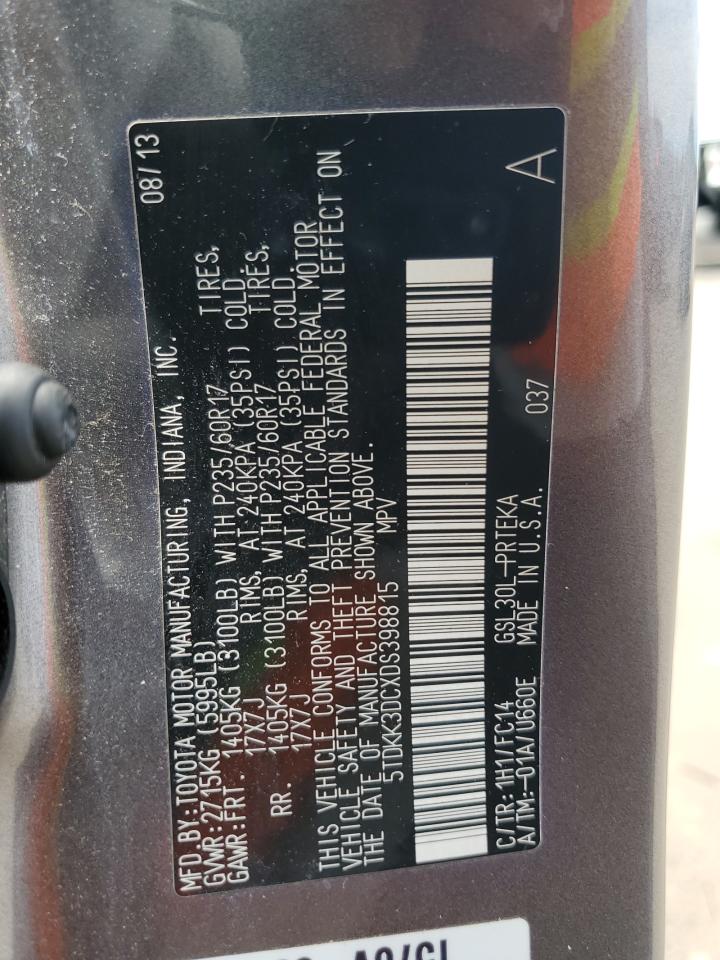 MFD.BY:TOYOTA MOTOR MANUFACTURING, INDIANA, INC. 08/13
GVWR:2715KG (5995LB)
GAWR:FRT. 1405KG (3100LB) WITH P235/60R17 TIRES,
17X7J RIMS, AT 240KPA (35PSI) COLD.
RR. 1405KG (3100LB) WITH P235/60R17 TIRES,
17X7J RIMS, AT 240KPA (35PSI) COLD.
THIS VEHICLE CONFORMS TO ALL APPLICABLE FEDERAL MOTOR
VEHICLE SAFETY AND THEFT PREVENTION STANDARDS IN EFFECT ON
THE DATE OF MANUFACTURE SHOWN ABOVE.
5TDKK3DCXDS398815 MPV
C/TR:1H1/FC14 GSL30L-PRTEKA 037 A
A/TM:-01A/U660E MADE IN U.S.A.